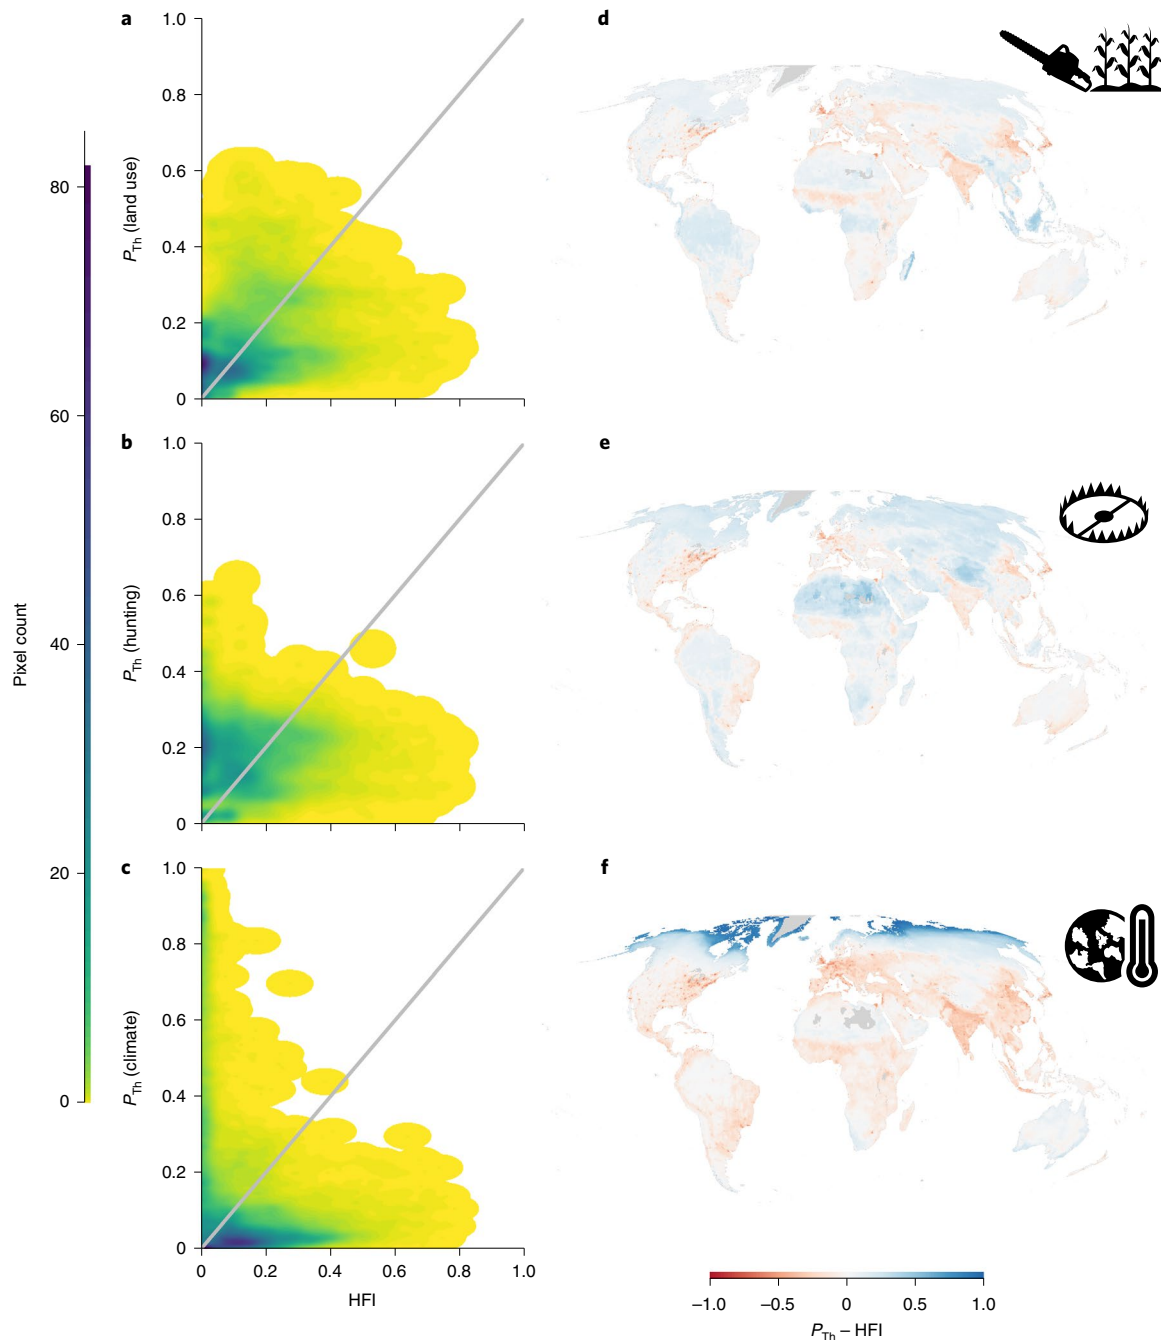 a
1.0
0.8
0.6
0.4
0.2
0
P_Th (land use)
d
b
1.0
0.8
0.6
0.4
0.2
0
P_Th (hunting)
e
c
1.0
0.8
0.6
0.4
0.2
0
P_Th (climate)
f
0
0.2
0.4
0.6
0.8
1.0
HFI
80
60
40
20
0
Pixel count
–1.0
–0.5
0
0.5
1.0
P_Th – HFI